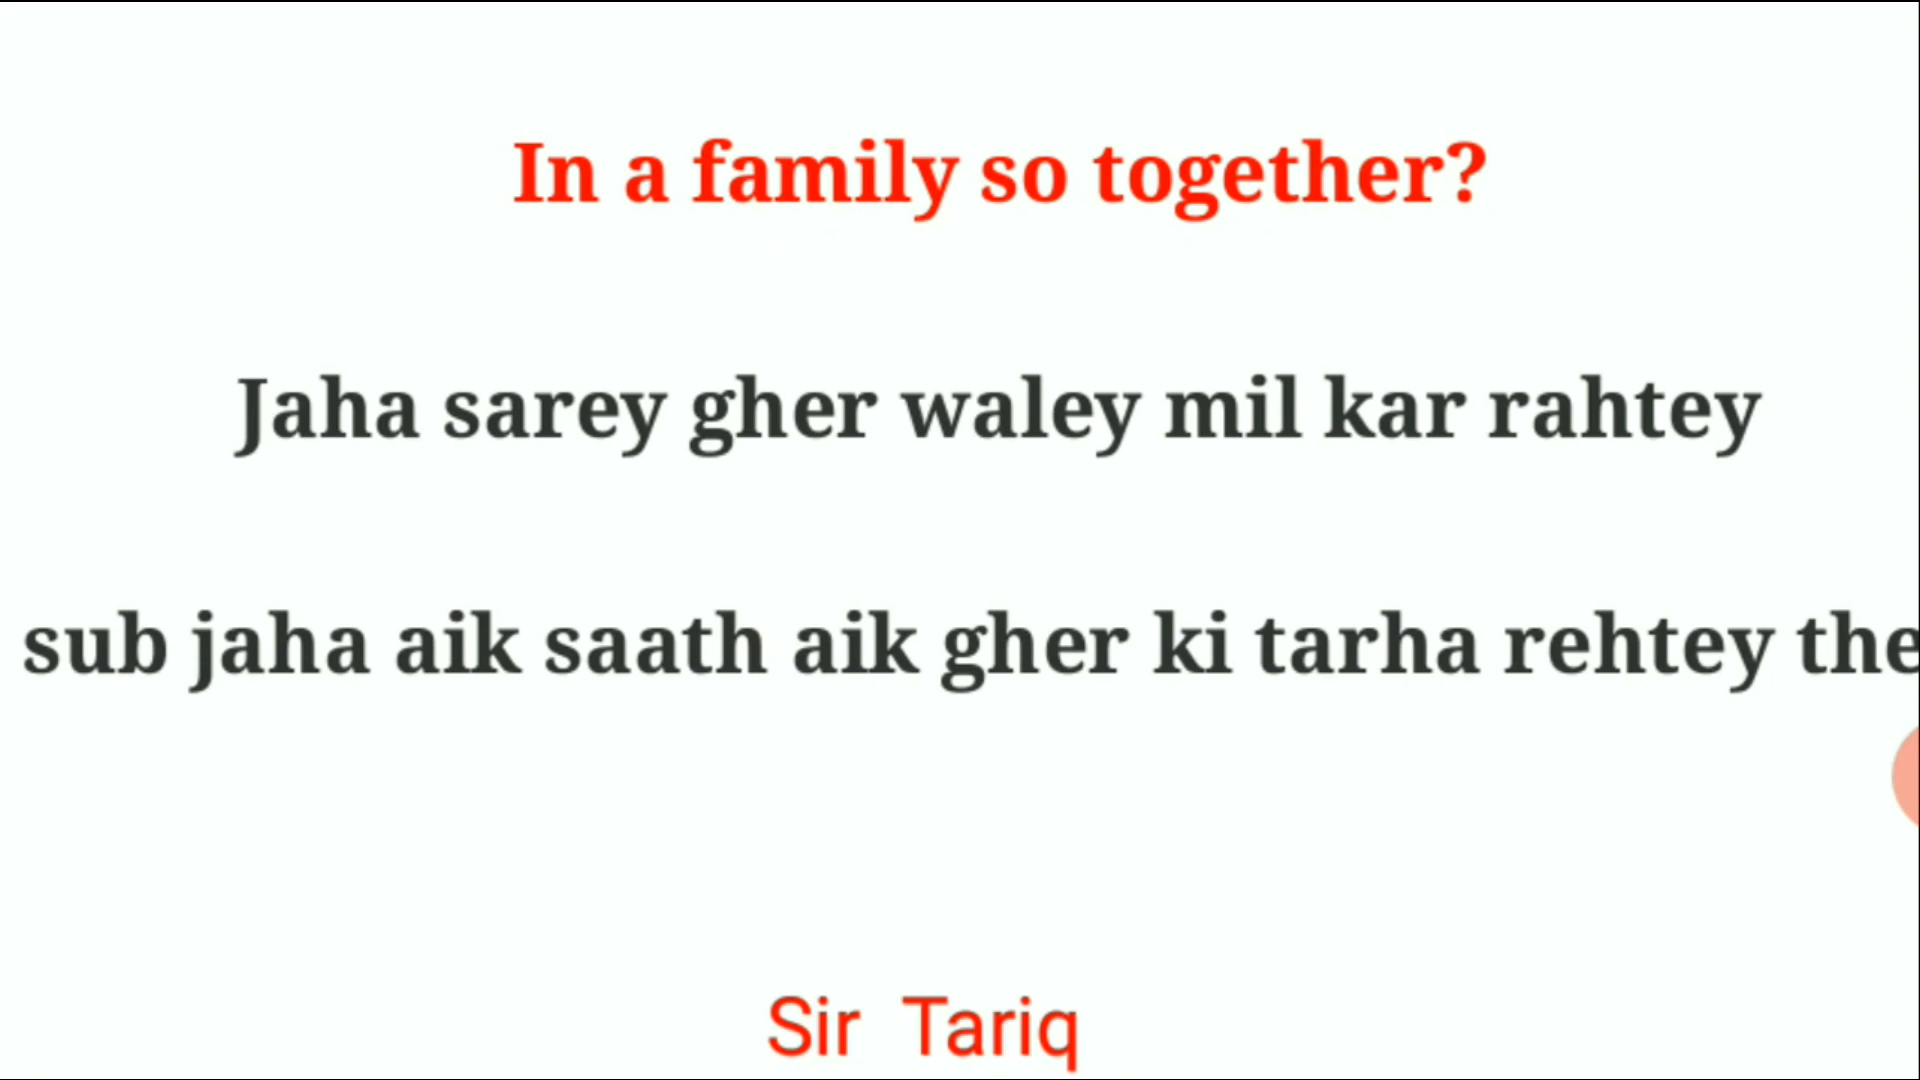 In a family so together?
Jaha sarey gher waley mil kar rahtey
sub jaha aik saath aik gher ki tarha rehtey the
Sir Tariq